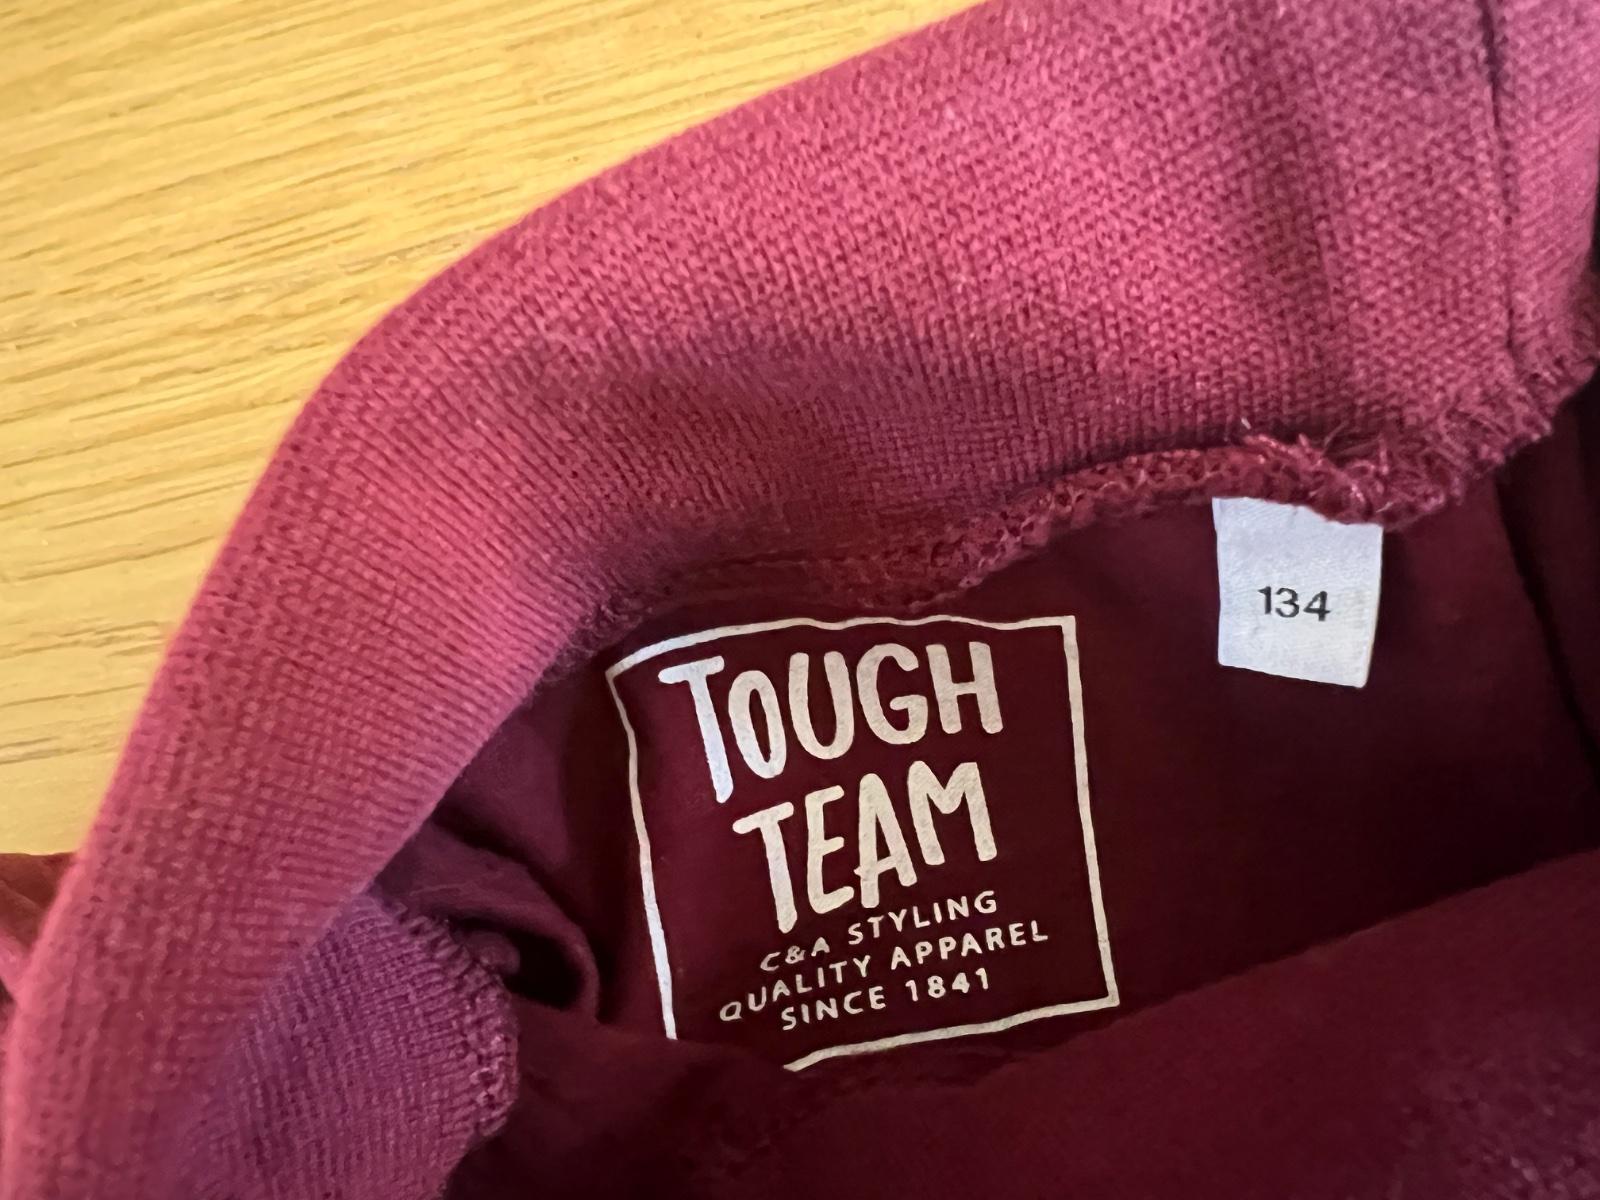 TOUGH
TEAM
C&A STYLING
QUALITY APPAREL
SINCE 1841
134